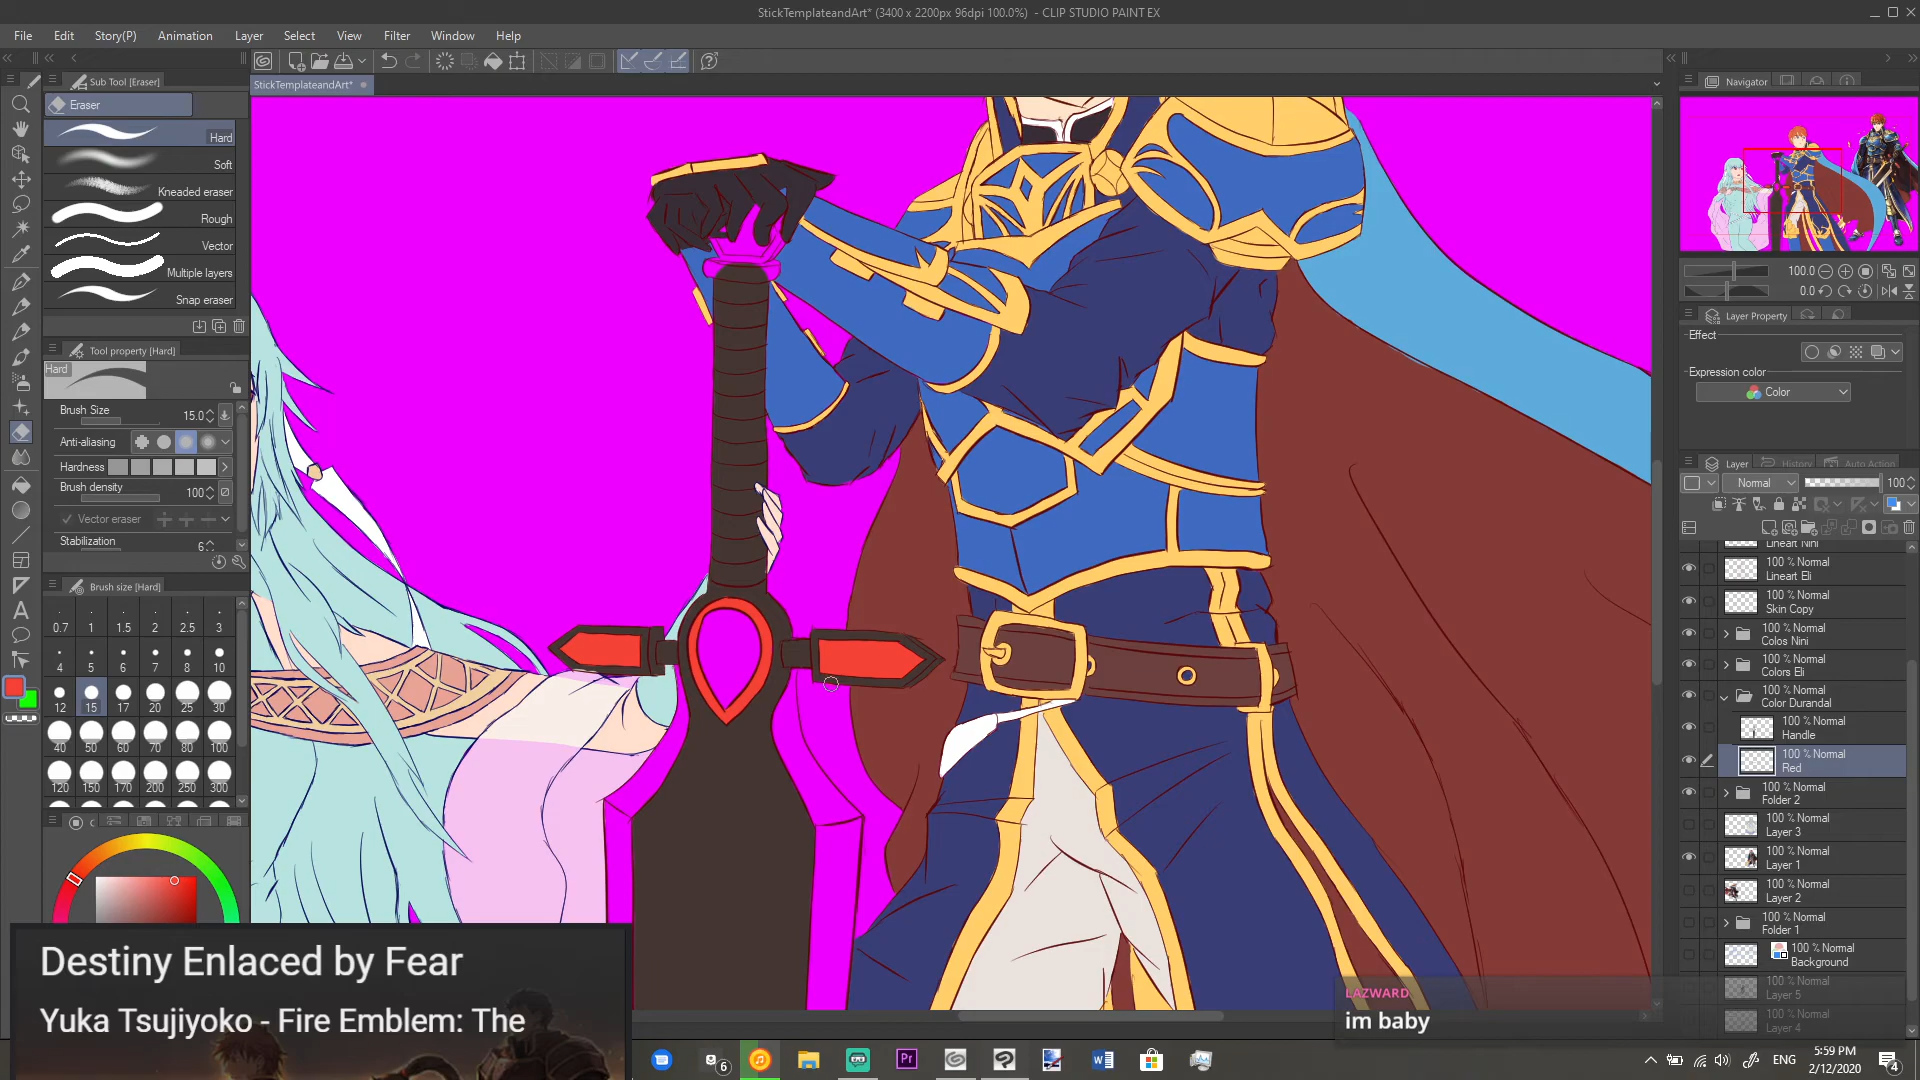 StickTemplateandArt* (3400 x 2200px 96dpi 100.0%) - CLIP STUDIO PAINT EX
File Edit Story(P) Animation Layer Select View Filter Window Help
Sub Tool [Eraser]
Eraser
Hard
Soft
Kneaded eraser
Rough
Vector
Multiple layers
Snap eraser
Tool property [Hard]
Hard
Brush Size 15.0
Anti-aliasing
Hardness
Brush density 100
Vector eraser
Stabilization 6
Brush size [Hard]
0.7 1 1.5 2 2.5 3
4 5 6 7 8 10
12 15 17 20 25 30
40 50 60 70 80 100
120 150 170 200 250 300
StickTemplateandArt*
Navigator
100.0
0.0
Layer Property
Effect
Expression color
Color
Layer History Auto Action
Normal 100
Lineart Nini
100 % Normal
Lineart Eli
100 % Normal
Skin Copy
100 % Normal
Colos Nini
100 % Normal
Colors Eli
100 % Normal
Color Durandal
100 % Normal
Handle
100 % Normal
Red
100 % Normal
Folder 2
100 % Normal
Layer 3
100 % Normal
Layer 1
100 % Normal
Layer 2
100 % Normal
Folder 1
100 % Normal
Background
100 % Normal
Layer 5
100 % Normal
Layer 4
Destiny Enlaced by Fear
Yuka Tsujiyoko - Fire Emblem: The
LAZWARD
im baby
6
Pr
ENG
5:59 PM
2/12/2020
4